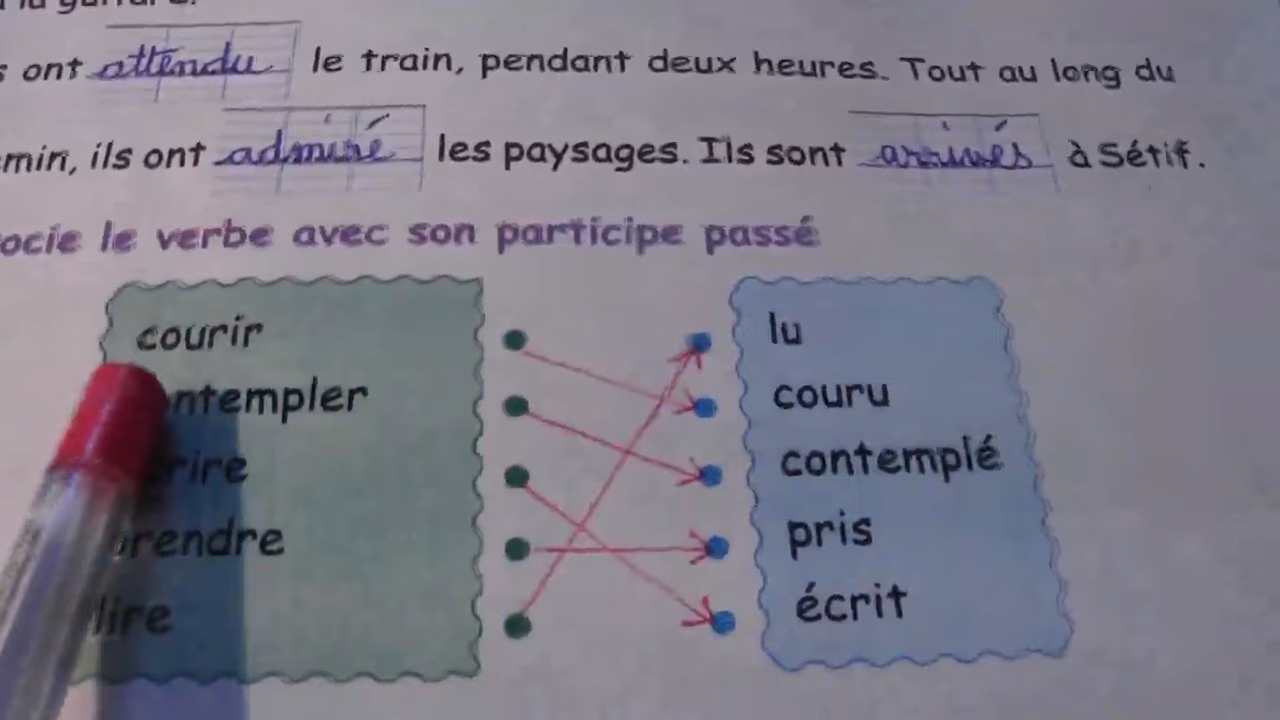 s ont attendu le train, pendant deux heures. Tout au long du
min, ils ont admiré les paysages. Ils sont arrivés à Sétif.
ocie le verbe avec son participe passé
courir
ntempler
rire
prendre
lire
lu
couru
contemplé
pris
écrit